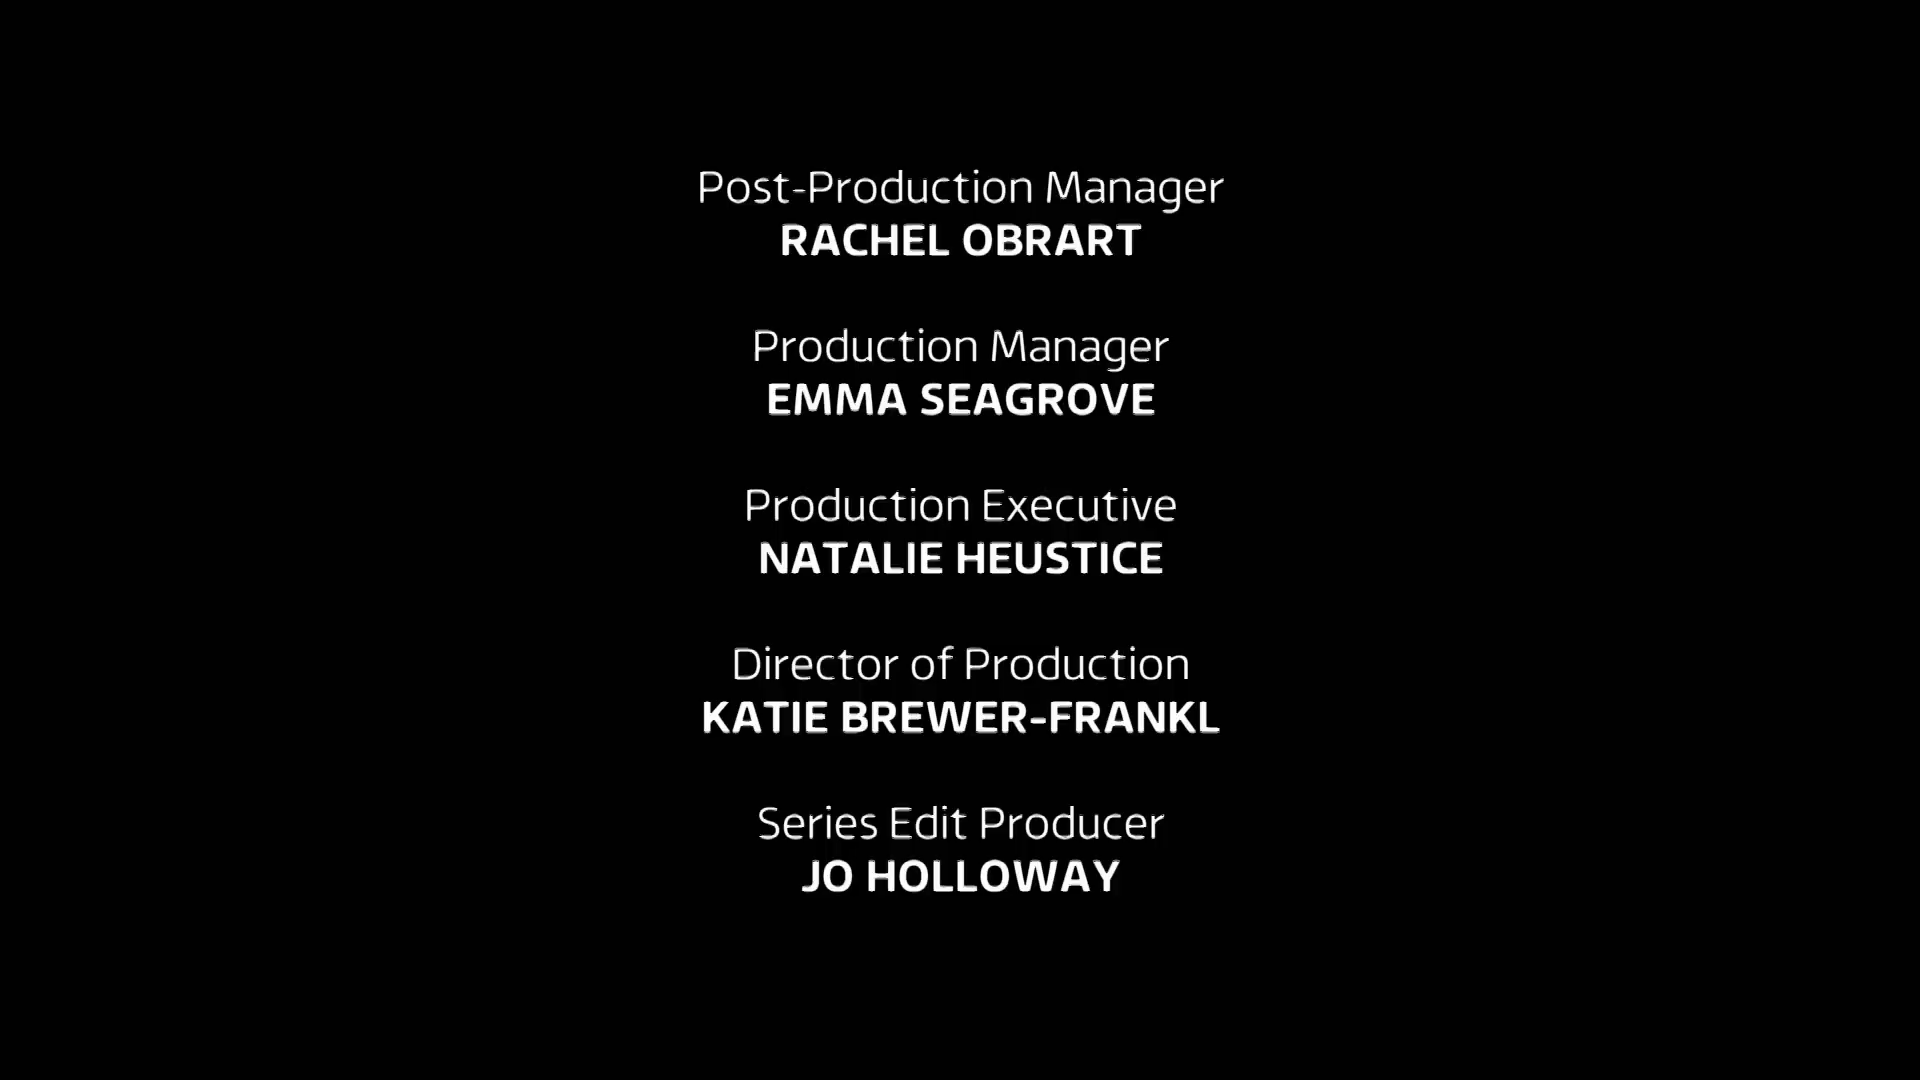 Post-Production Manager
RACHEL OBRART
Production Manager
EMMA SEAGROVE
Production Executive
NATALIE HEUSTICE
Director of Production
KATIE BREWER-FRANKL
Series Edit Producer
JO HOLLOWAY